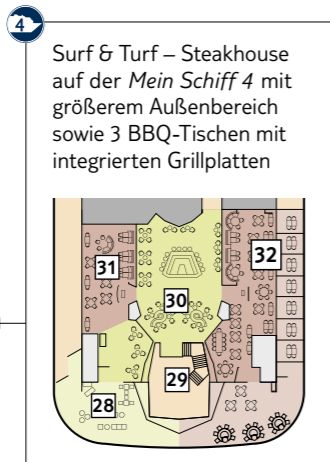 4
Surf & Turf – Steakhouse
auf der Mein Schiff 4 mit
größerem Außenbereich
sowie 3 BBQ-Tischen mit
integrierten Grillplatten
31
32
30
29
28